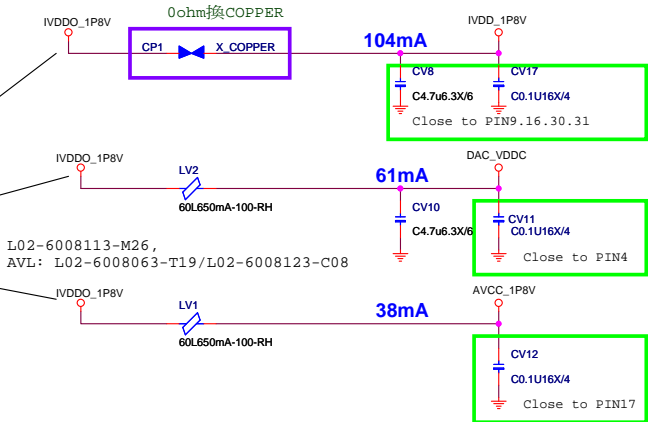 0ohm換COPPER
IVDDO_1P8V
IVDD_1P8V
CP1
X_COPPER
104mA
CV8
CV17
C4.7u6.3X/6
C0.1U16X/4
Close to PIN9.16.30.31
IVDDO_1P8V
DAC_VDDC
LV2
61mA
60L650mA-100-RH
CV10
CV11
C4.7u6.3X/6
C0.1U16X/4
Close to PIN4
L02-6008113-M26,
AVL: L02-6008063-T19/L02-6008123-C08
IVDDO_1P8V
AVCC_1P8V
LV1
38mA
60L650mA-100-RH
CV12
C0.1U16X/4
Close to PIN17